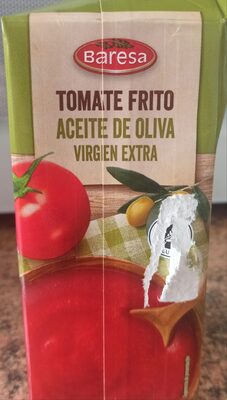 Baresa
TOMATE FRITO
ACEITE DE OLIVA
VIRGEN EXTRA